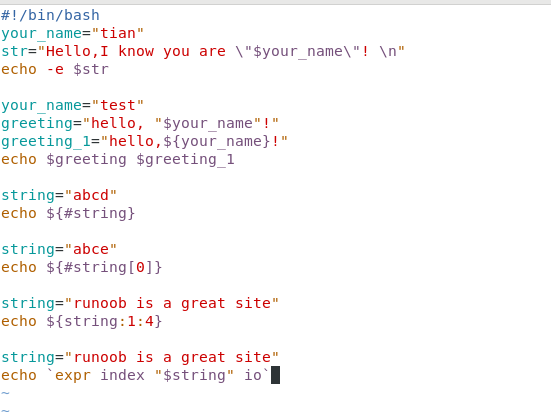 #!/bin/bash
your_name="tian"
str="Hello,I know you are \"$your_name\"! \n"
echo -e $str
your_name="test"
greeting="hello, "$your_name"!"
greeting_1="hello,${your_name}!"
echo $greeting $greeting_1
string="abcd"
echo ${#string}
string="abce"
echo ${#string[0]}
string="runoob is a great site"
echo ${string:1:4}
string="runoob is a great site"
echo `expr index "$string" io`
~
~